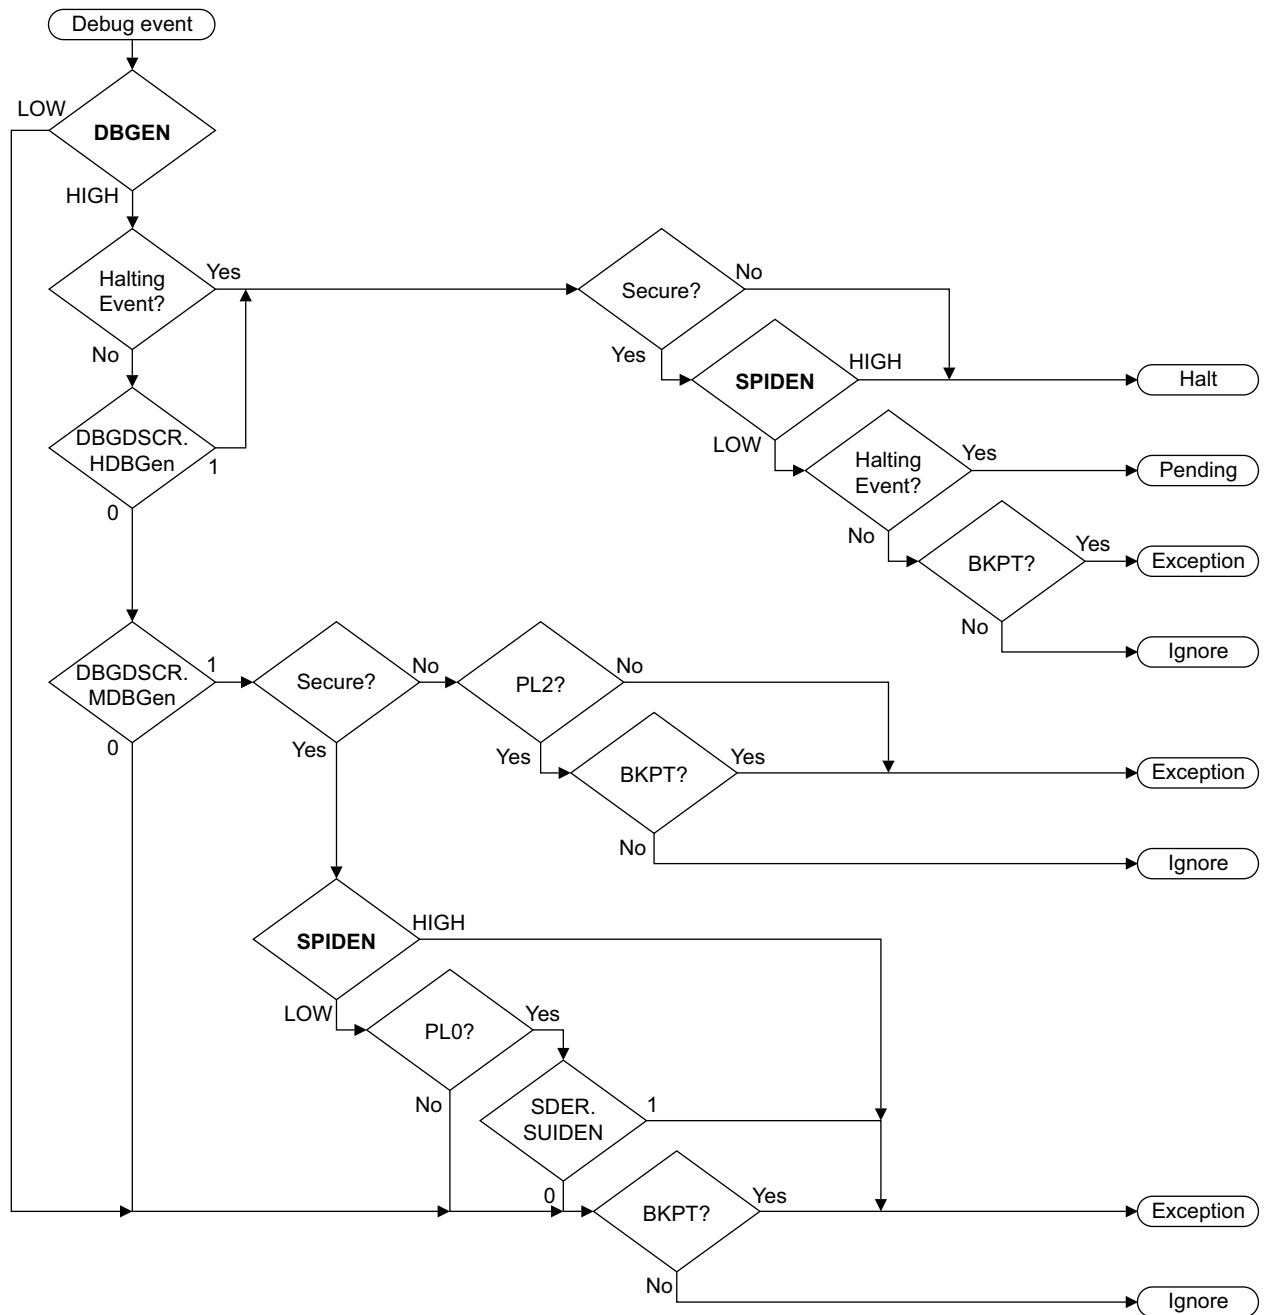 Debug event
LOW
DBGEN
HIGH
Halting
Event?
Yes
No
Secure?
No
Yes
SPIDEN
HIGH
Halt
LOW
DBGDSCR.
HDBGen
1
0
Halting
Event?
Yes
Pending
No
BKPT?
Yes
Exception
No
Ignore
DBGDSCR.
MDBGen
1
0
Secure?
No
Yes
PL2?
No
Yes
BKPT?
Yes
Exception
No
Ignore
SPIDEN
HIGH
LOW
PL0?
Yes
No
SDER.
SUIDEN
1
0
BKPT?
Yes
Exception
No
Ignore